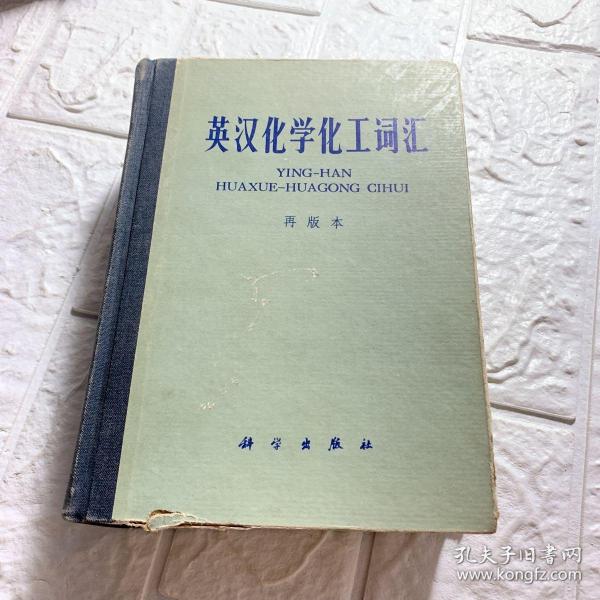 英汉化学化工词汇
YING-HAN
HUAXUE-HUAGONG CIHUI
再版本
科学出版社
孔夫子旧书网
www.kongfz.com